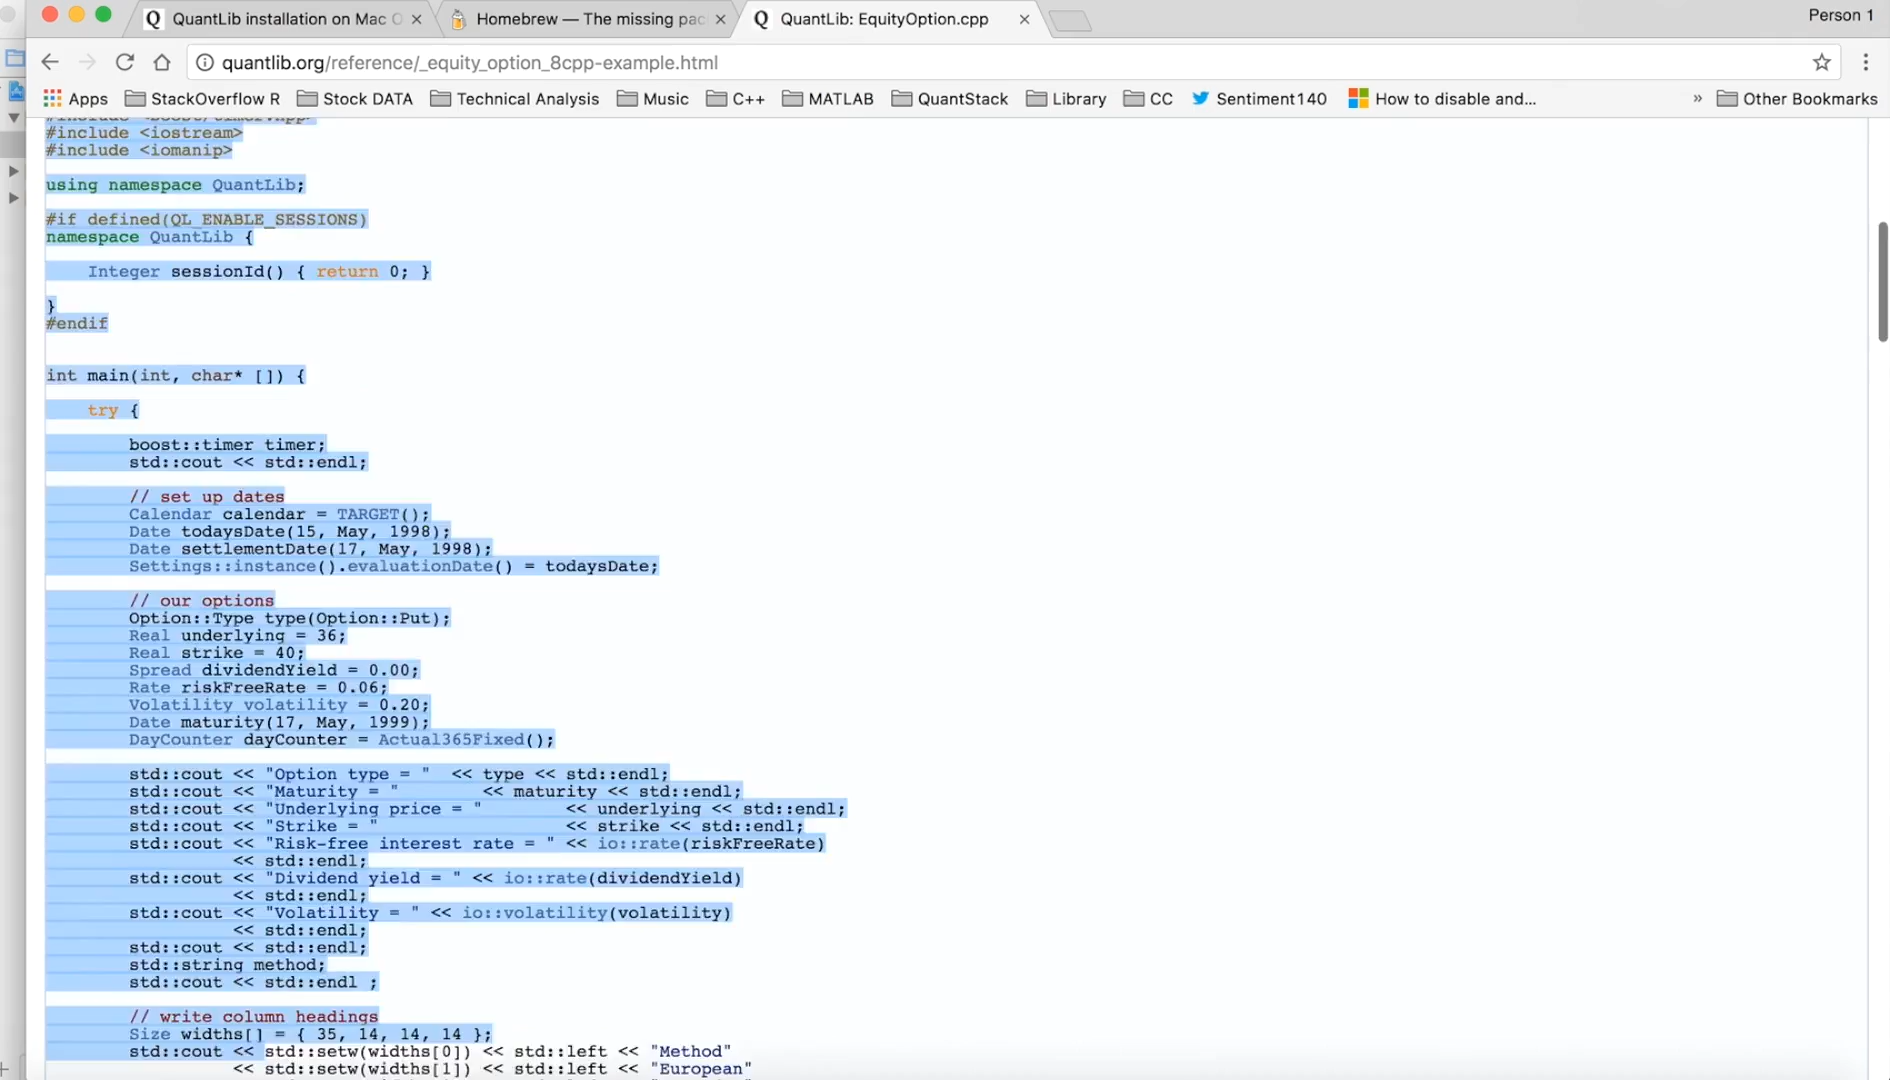 QuantLib installation on Mac O
Homebrew — The missing pac
QuantLib: EquityOption.cpp
Person 1
quantlib.org/reference/_equity_option_8cpp-example.html
Apps StackOverflow R Stock DATA Technical Analysis Music C++ MATLAB QuantStack Library CC Sentiment140 How to disable and... » Other Bookmarks
#include <boost/timer.hpp>
#include <iostream>
#include <iomanip>
using namespace QuantLib;
#if defined(QL_ENABLE_SESSIONS)
namespace QuantLib {
Integer sessionId() { return 0; }
}
#endif
int main(int, char* []) {
try {
boost::timer timer;
std::cout << std::endl;
// set up dates
Calendar calendar = TARGET();
Date todaysDate(15, May, 1998);
Date settlementDate(17, May, 1998);
Settings::instance().evaluationDate() = todaysDate;
// our options
Option::Type type(Option::Put);
Real underlying = 36;
Real strike = 40;
Spread dividendYield = 0.00;
Rate riskFreeRate = 0.06;
Volatility volatility = 0.20;
Date maturity(17, May, 1999);
DayCounter dayCounter = Actual365Fixed();
std::cout << "Option type = "  << type << std::endl;
std::cout << "Maturity = "        << maturity << std::endl;
std::cout << "Underlying price = "        << underlying << std::endl;
std::cout << "Strike = "                  << strike << std::endl;
std::cout << "Risk-free interest rate = " << io::rate(riskFreeRate)
<< std::endl;
std::cout << "Dividend yield = " << io::rate(dividendYield)
<< std::endl;
std::cout << "Volatility = " << io::volatility(volatility)
<< std::endl;
std::cout << std::endl;
std::string method;
std::cout << std::endl ;
// write column headings
Size widths[] = { 35, 14, 14, 14 };
std::cout << std::setw(widths[0]) << std::left << "Method"
<< std::setw(widths[1]) << std::left << "European"